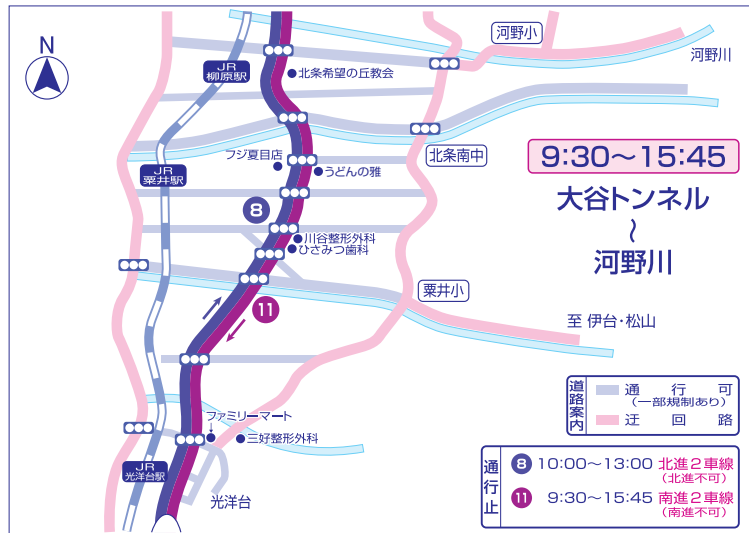 N
JR
柳原駅
北条希望の丘教会
河野小
河野川
JR
粟井駅
フジ夏目店
うどんの雅
北条南中
9:30～15:45
大谷トンネル
～
河野川
8
川谷整形外科
ひさみつ歯科
粟井小
11
至 伊台・松山
ファミリーマート
三好整形外科
JR
光洋台駅
光洋台
道路案内
通行可
（一部規制あり）
迂回路
通行止
8 10:00～13:00 北進2車線
（北進不可）
11 9:30～15:45 南進2車線
（南進不可）